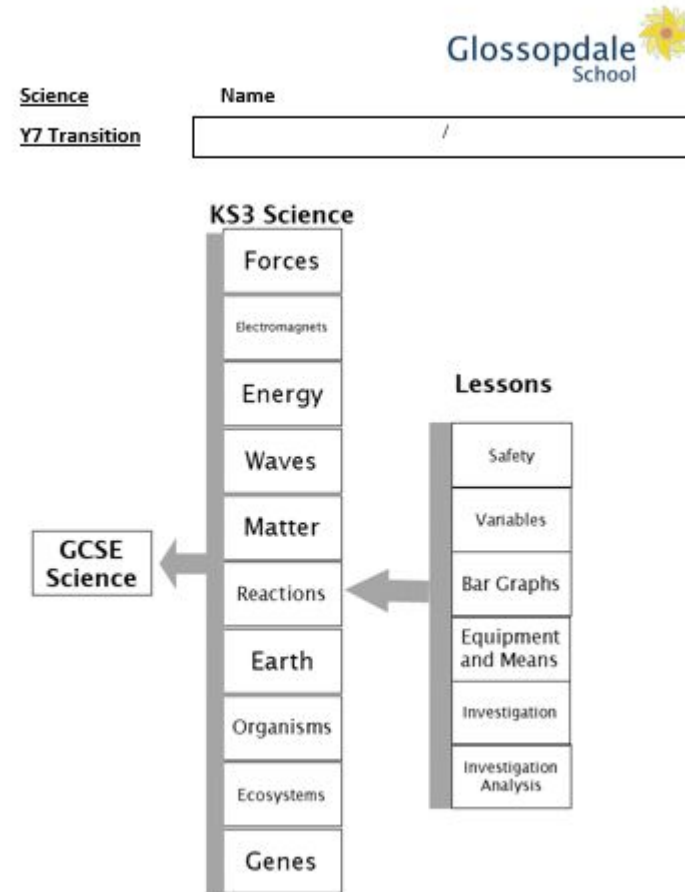 Glossopdale
School
Science
Name
Y7 Transition
/
KS3 Science
Forces
Electromagnets
Energy
Waves
Matter
Reactions
Earth
Organisms
Ecosystems
Genes
GCSE
Science
Lessons
Safety
Variables
Bar Graphs
Equipment
and Means
Investigation
Investigation
Analysis